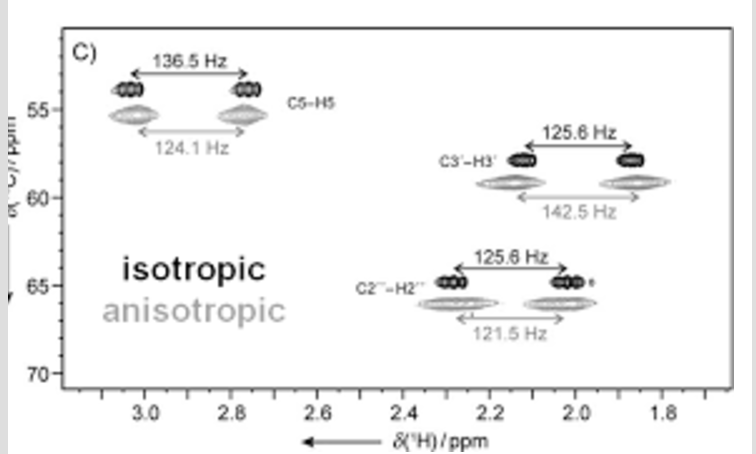 C)
136.5 Hz
C5–H5
124.1 Hz
125.6 Hz
C3´–H3´
142.5 Hz
125.6 Hz
C2´´–H2´´
121.5 Hz
isotropic
anisotropic
55
60
65
70
3.0 2.8 2.6 2.4 2.2 2.0 1.8
δ(¹H) / ppm
/ ppm